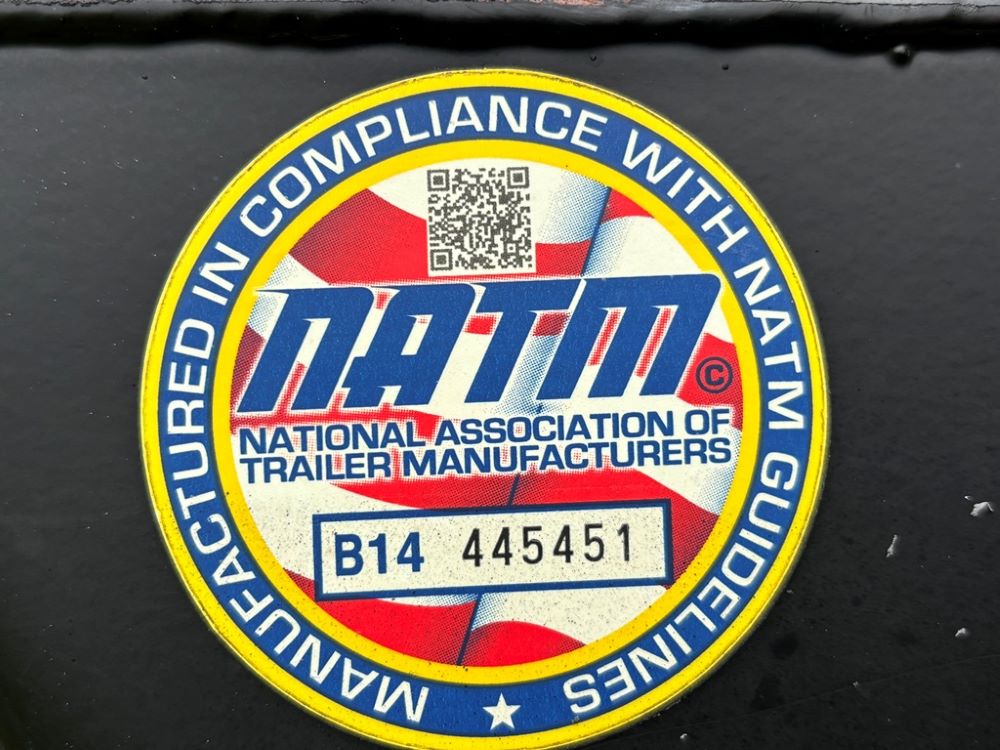 MANUFACTURED IN COMPLIANCE WITH NATM GUIDELINES
NATM ©
NATIONAL ASSOCIATION OF
TRAILER MANUFACTURERS
B14 445451